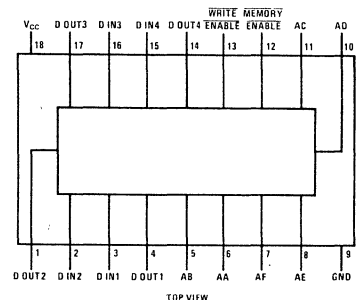 WRITE MEMORY
VCC D OUT3 D IN3 D IN4 D OUT4 ENABLE ENABLE AC AD
18 17 16 15 14 13 12 11 10
1 2 3 4 5 6 7 8 9
D OUT2 D IN2 D IN1 D OUT1 AB AA AF AE GND
TOP VIEW